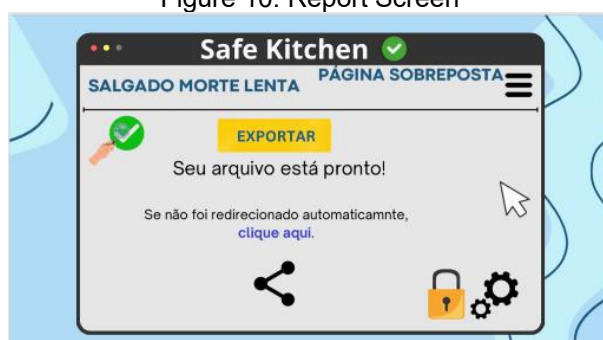 Figure 10: Report Screen
Safe Kitchen
SALGADO MORTE LENTA PÁGINA SOBREPOSTA
EXPORTAR
Seu arquivo está pronto!
Se não foi redirecionado automaticamnte,
clique aqui.